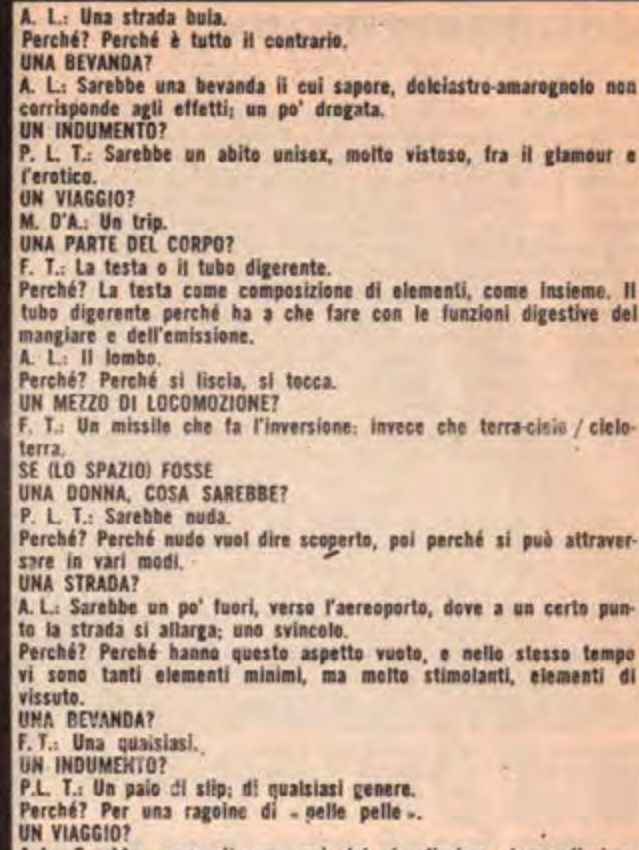 A. L.: Una strada buia.
Perché? Perché è tutto il contrario.
UNA BEVANDA?
A. L.: Sarebbe una bevanda il cui sapore, dolciastro-amarognolo non
corrisponde agli effetti; un po' drogata.
UN INDUMENTO?
P. L. T.: Sarebbe un abito unisex, molto vistoso, fra il glamour e
l'erotico.
UN VIAGGIO?
M. D'A.: Un trip.
UNA PARTE DEL CORPO?
F. T.: La testa o il tubo digerente.
Perché? La testa come composizione di elementi, come insieme. Il
tubo digerente perché ha a che fare con le funzioni digestive del
mangiare e dell'emissione.
A. L.: Il lombo.
Perché? Perché si liscia, si tocca.
UN MEZZO DI LOCOMOZIONE?
F. T.: Un missile che fa l'inversione: invece che terra-cielo / cielo-
terra.
SE (LO SPAZIO) FOSSE
UNA DONNA, COSA SAREBBE?
P. L. T.: Sarebbe nuda.
Perché? Perché nudo vuol dire scoperto, poi perché si può attraver-
sare in vari modi.
UNA STRADA?
A. L.: Sarebbe un po' fuori, verso l'aereoporto, dove a un certo pun-
to la strada si allarga; uno svincolo.
Perché? Perché hanno questo aspetto vuoto, e nello stesso tempo
vi sono tanti elementi minimi, ma molto stimolanti, elementi di
vissuto.
UNA BEVANDA?
F. T.: Una qualsiasi.
UN INDUMENTO?
P.L. T.: Un paio di slip; di qualsiasi genere.
Perché? Per una ragoine di « pelle pelle ».
UN VIAGGIO?